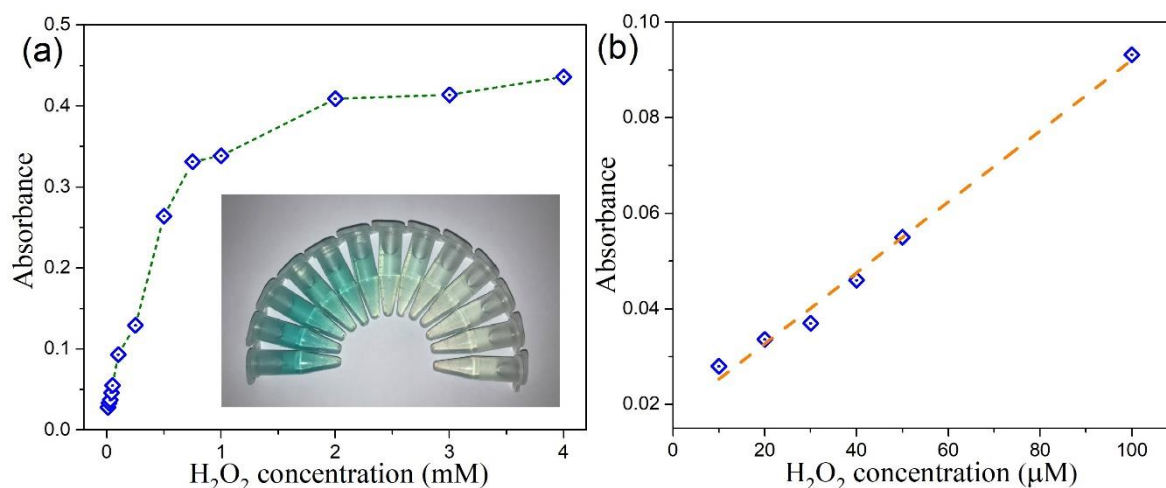 (a)
0.5
0.4
0.3
0.2
0.1
0.0
Absorbance
0 1 2 3 4
H₂O₂ concentration (mM)
(b)
0.10
0.08
0.06
0.04
0.02
Absorbance
0 20 40 60 80 100
H₂O₂ concentration (μM)